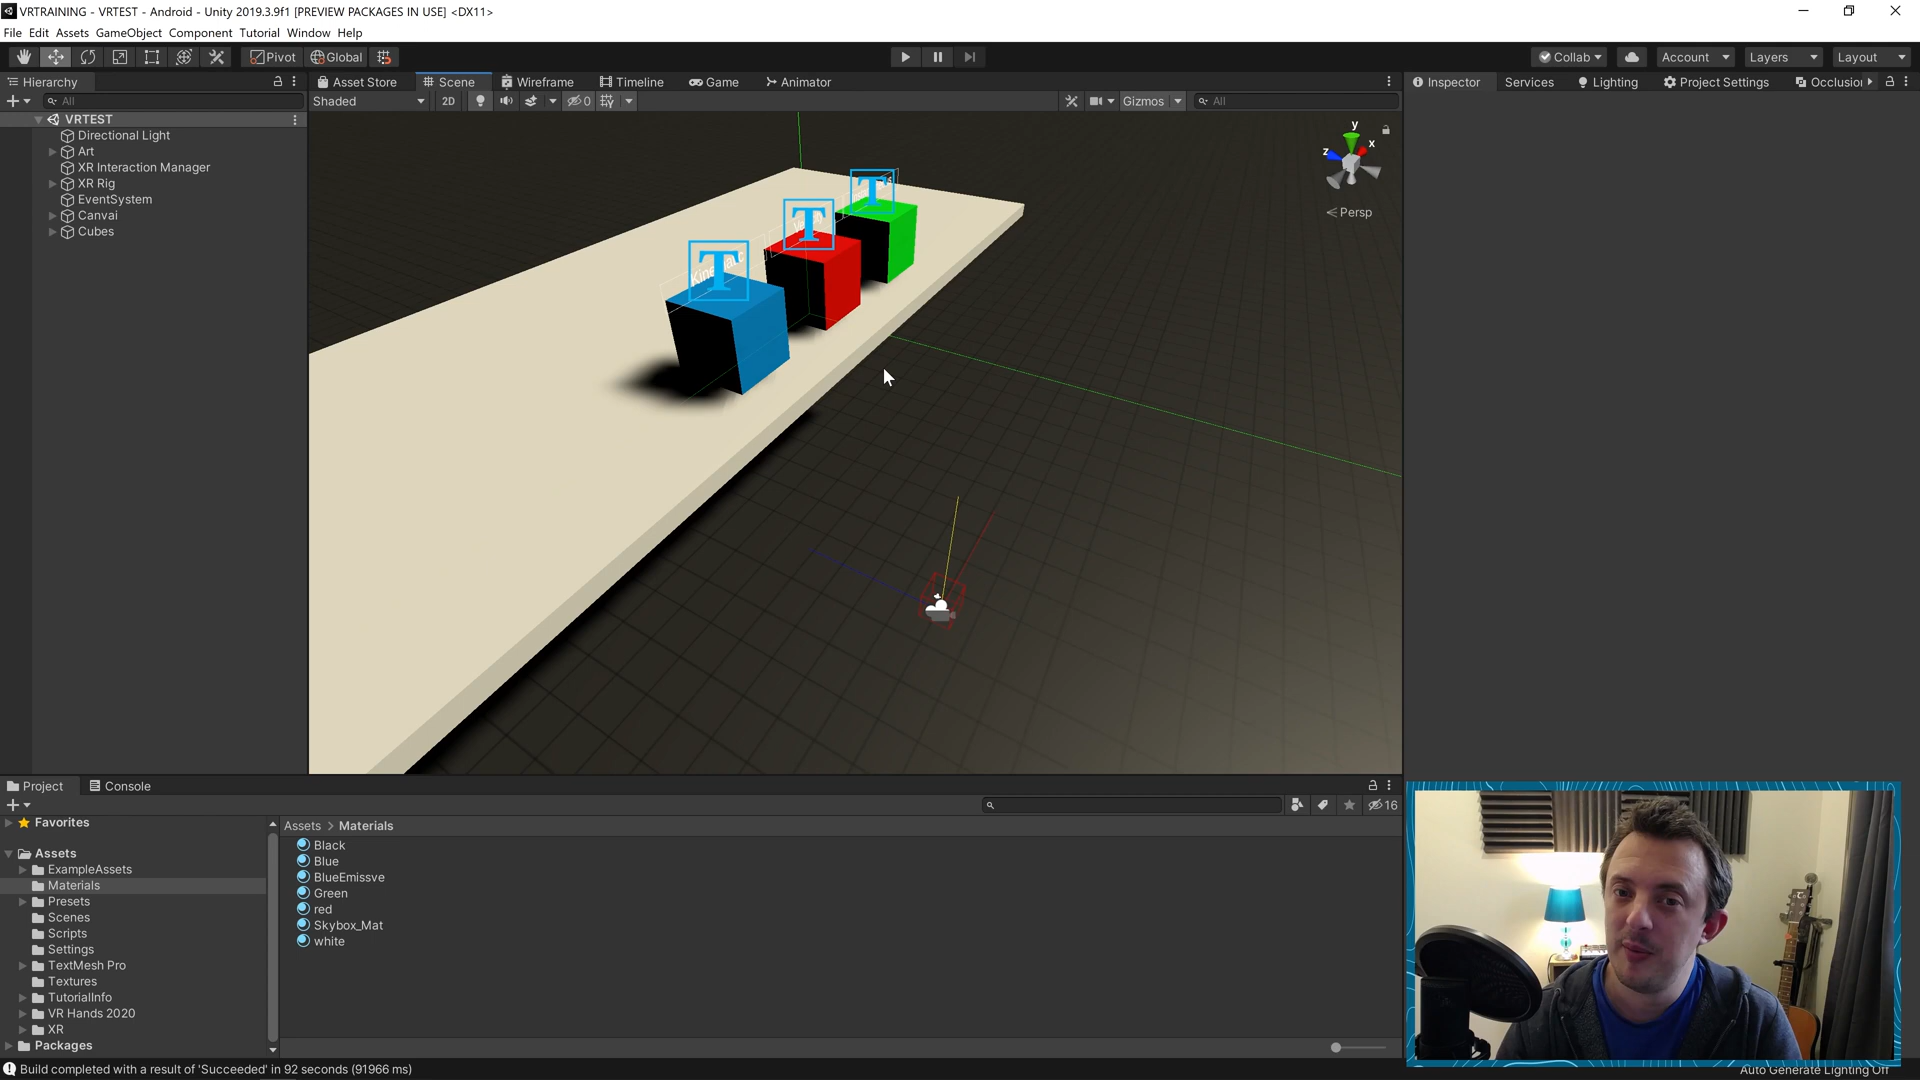 VRTRAINING - VRTEST - Android - Unity 2019.3.9f1 [PREVIEW PACKAGES IN USE] <DX11>
File Edit Assets GameObject Component Tutorial Window Help
Pivot Global Collab Account Layers Layout
Hierarchy Asset Store Scene Wireframe Timeline Game Animator Inspector Services Lighting Project Settings Occlusio
All Shaded 2D 0 Gizmos All
VRTEST
Directional Light
Art
XR Interaction Manager
XR Rig
EventSystem
Canvai
Cubes
y
x
z
Persp
T
T
T
Project Console
16
Favorites
Assets > Materials
Assets
ExampleAssets
Materials
Presets
Scenes
Scripts
Settings
TextMesh Pro
Textures
TutorialInfo
VR Hands 2020
XR
Packages
Black
Blue
BlueEmissve
Green
red
Skybox_Mat
white
Build completed with a result of 'Succeeded' in 92 seconds (91966 ms)
Auto Generate Lighting Off